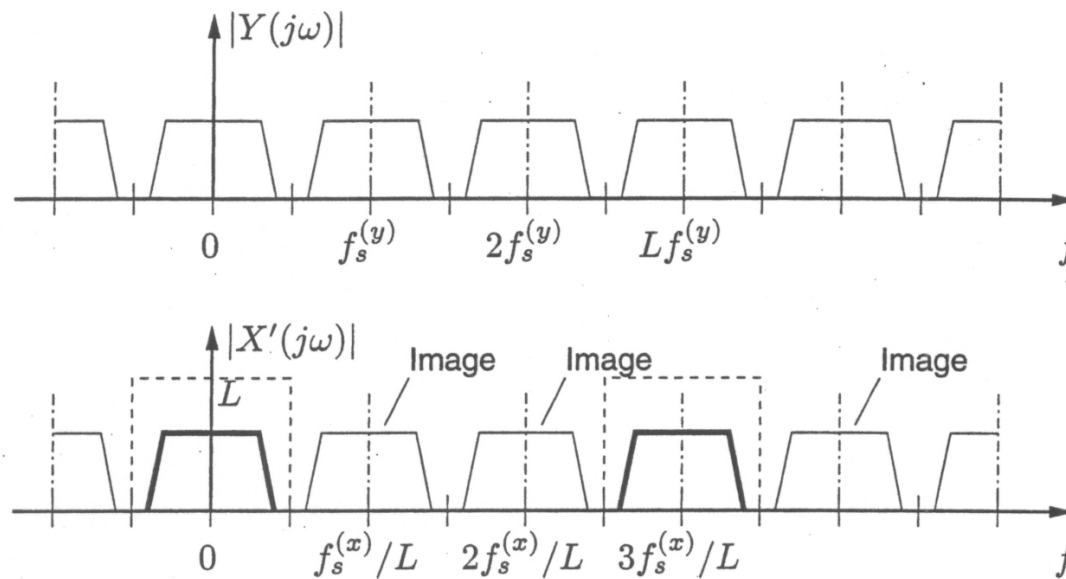 |Y(jω)|
0 f_s^{(y)} 2f_s^{(y)} Lf_s^{(y)} f
|X'(jω)|
Image Image Image
L
0 f_s^{(x)}/L 2f_s^{(x)}/L 3f_s^{(x)}/L f